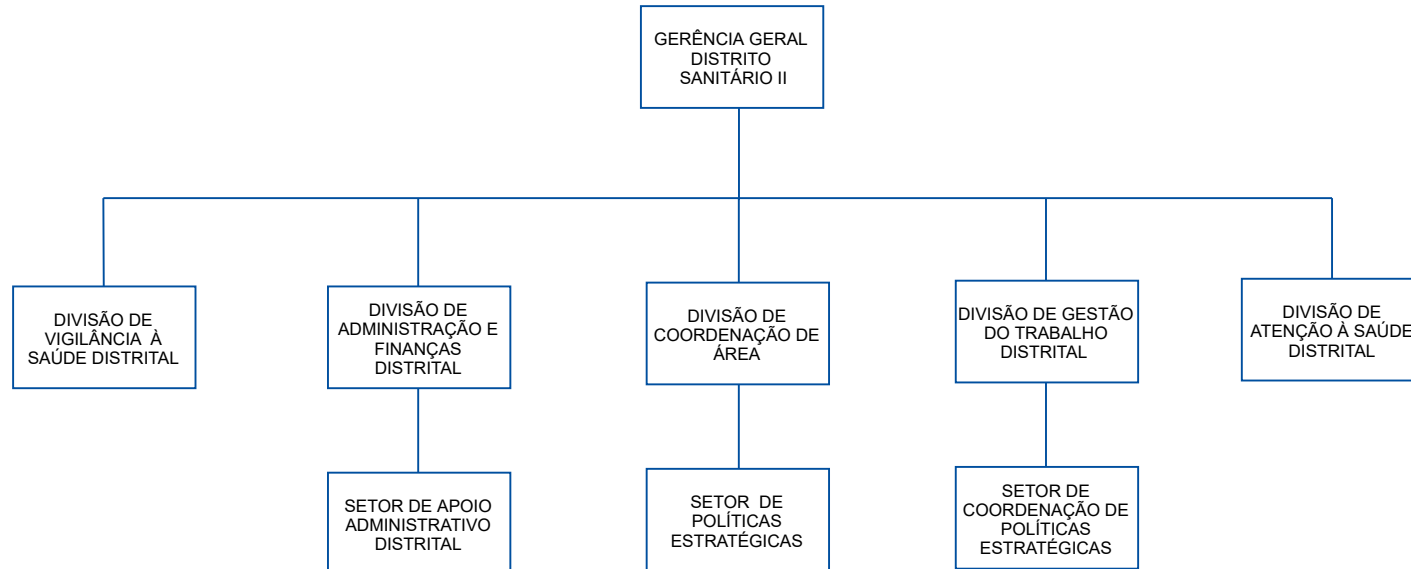 GERÊNCIA GERAL
DISTRITO
SANITÁRIO II
DIVISÃO DE
VIGILÂNCIA À
SAÚDE DISTRITAL
DIVISÃO DE
ADMINISTRAÇÃO E
FINANÇAS
DISTRITAL
DIVISÃO DE
COORDENAÇÃO DE
ÁREA
DIVISÃO DE GESTÃO
DO TRABALHO
DISTRITAL
DIVISÃO DE
ATENÇÃO À SAÚDE
DISTRITAL
SETOR DE APOIO
ADMINISTRATIVO
DISTRITAL
SETOR DE
POLÍTICAS
ESTRATÉGICAS
SETOR DE
COORDENAÇÃO DE
POLÍTICAS
ESTRATÉGICAS